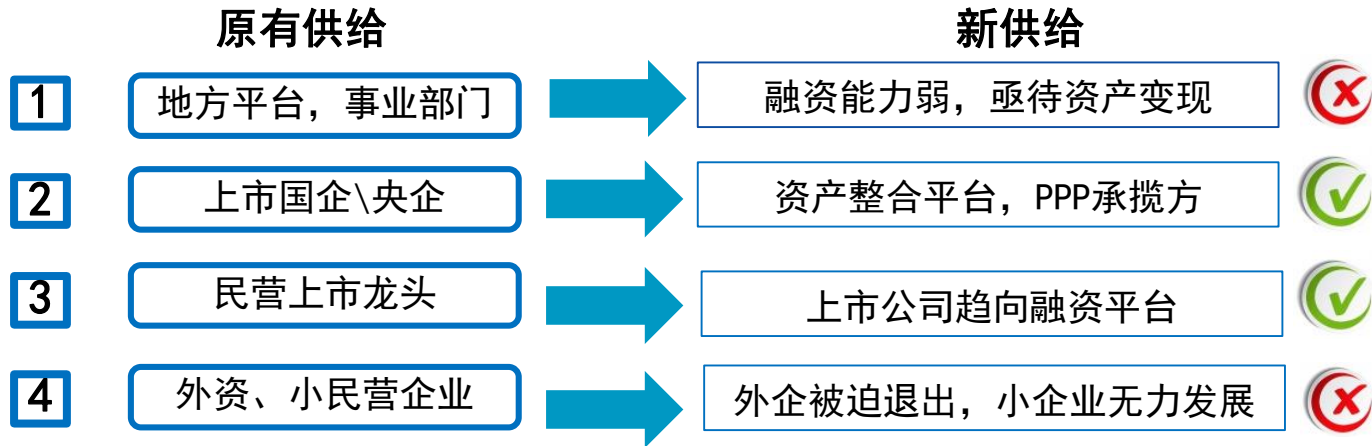 原有供给
新供给
1
地方平台，事业部门
融资能力弱，亟待资产变现
2
上市国企\央企
资产整合平台，PPP承揽方
3
民营上市龙头
上市公司趋向融资平台
4
外资、小民营企业
外企被迫退出，小企业无力发展